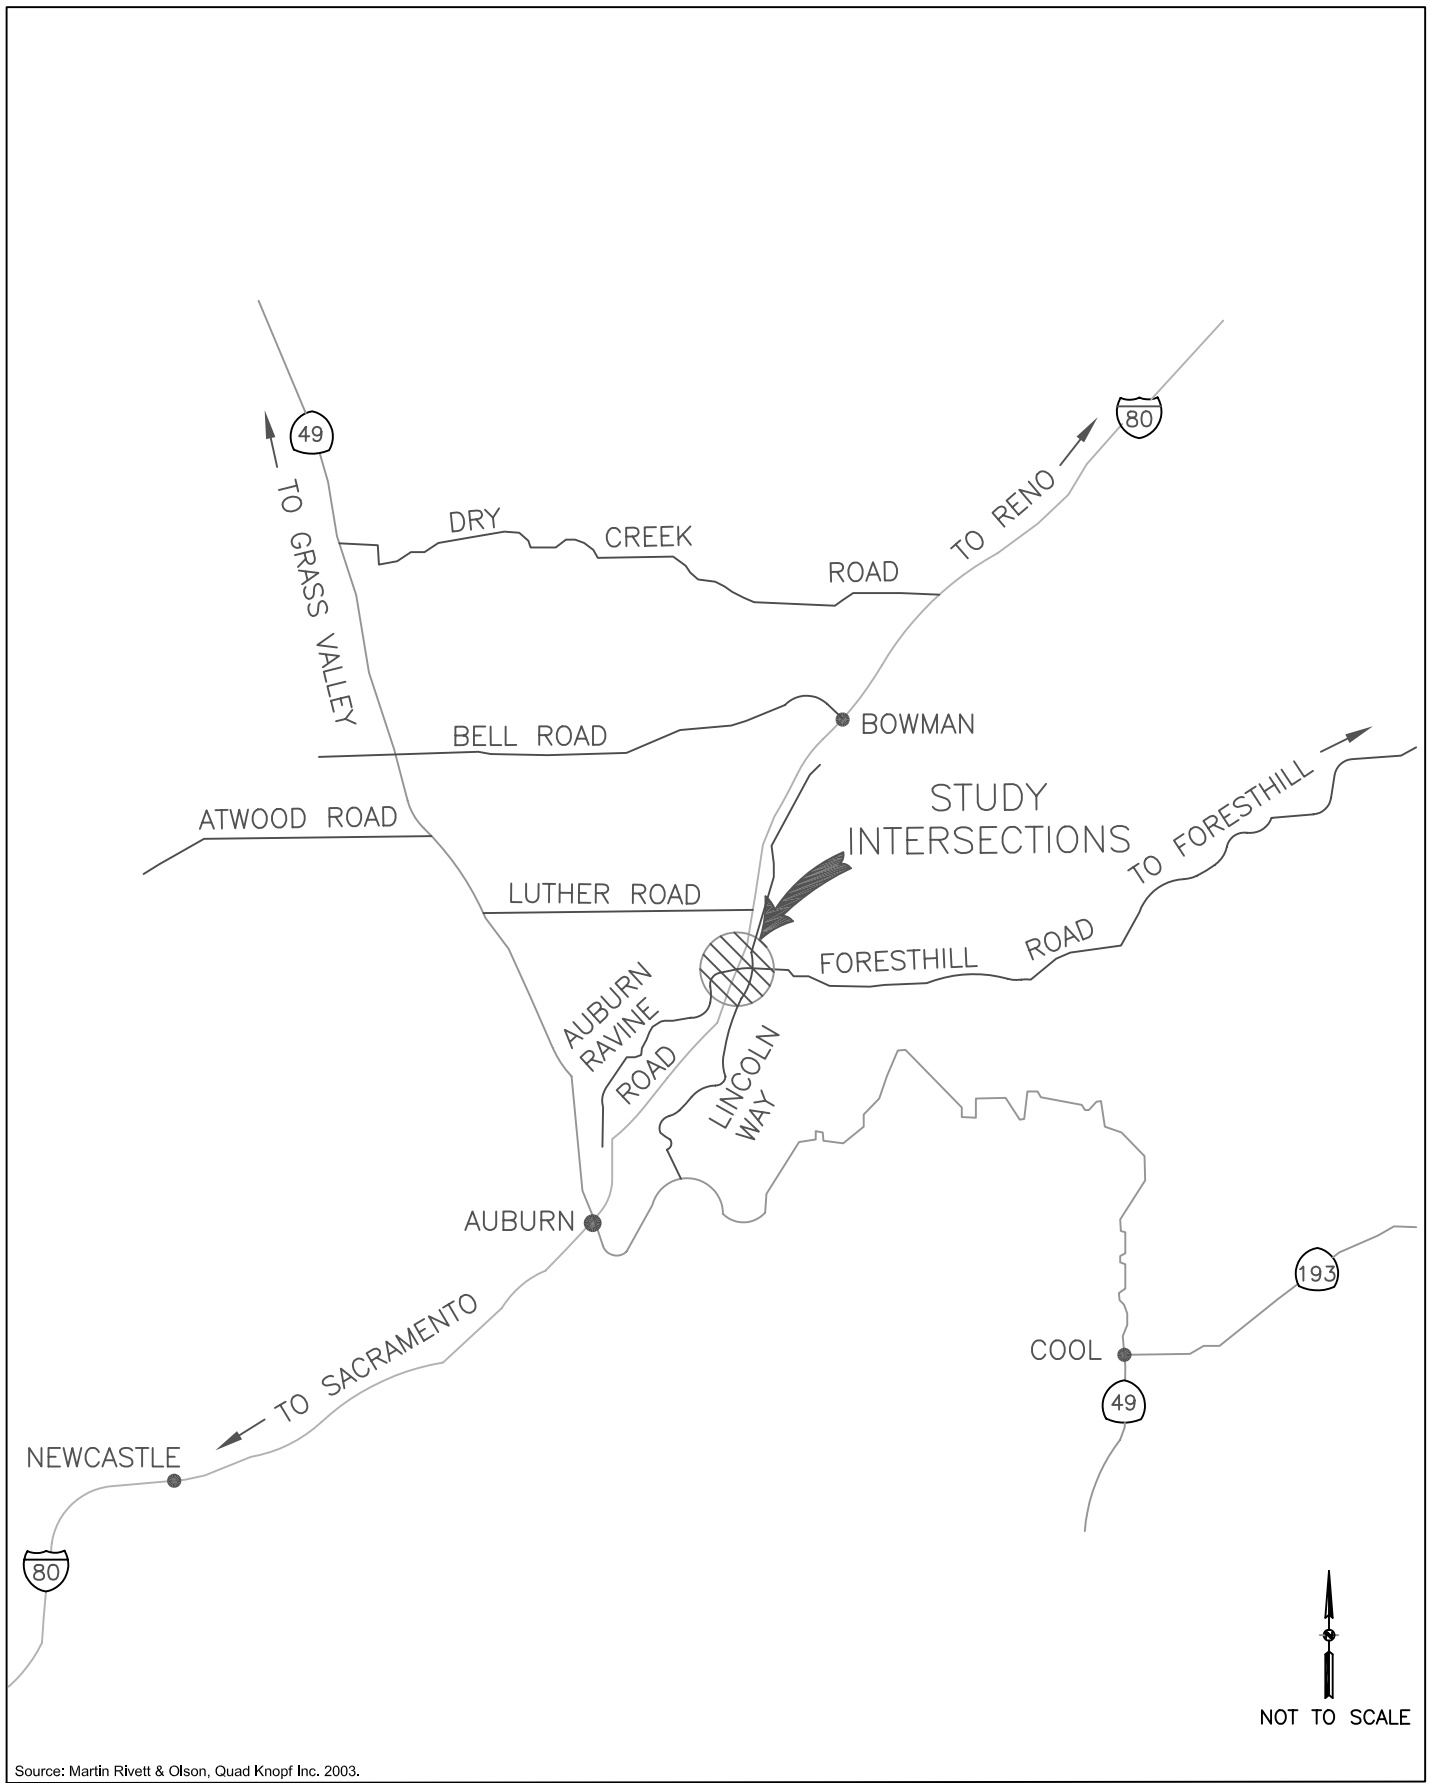 49
80
TO GRASS VALLEY
TO RENO
DRY CREEK ROAD
BELL ROAD
BOWMAN
ATWOOD ROAD
STUDY
INTERSECTIONS
TO FORESTHILL
LUTHER ROAD
FORESTHILL ROAD
AUBURN
RAVINE
ROAD
LINCOLN
WAY
AUBURN
193
TO SACRAMENTO
COOL
49
NEWCASTLE
80
N
NOT TO SCALE
Source: Martin Rivett & Olson, Quad Knopf Inc. 2003.